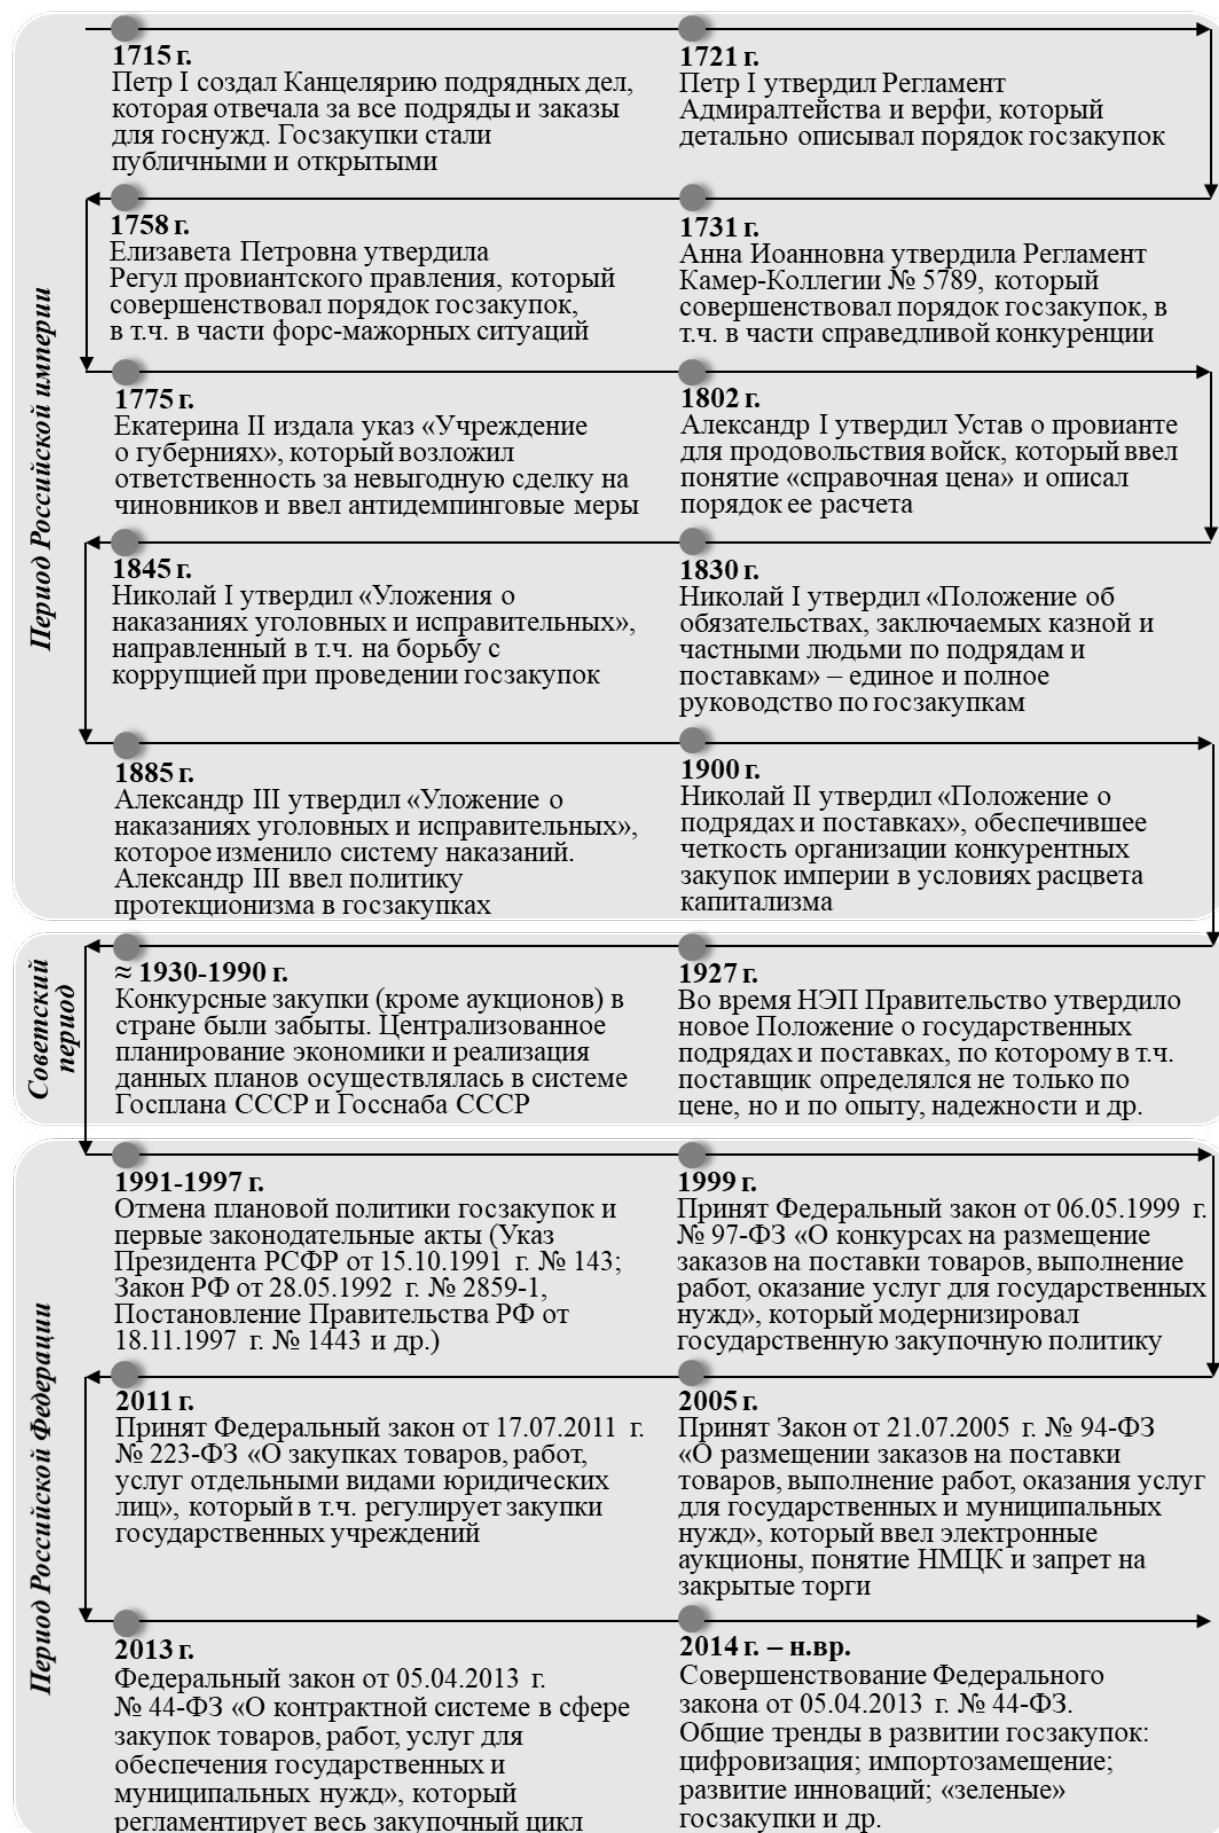 Период Российской империи
1715 г.
Петр I создал Канцелярию подрядных дел,
которая отвечала за все подряды и заказы
для госнужд. Госзакупки стали
публичными и открытыми
1721 г.
Петр I утвердил Регламент
Адмиралтейства и верфи, который
детально описывал порядок госзакупок
1731 г.
Анна Иоанновна утвердила Регламент
Камер-Коллегии № 5789, который
совершенствовал порядок госзакупок, в
т.ч. в части справедливой конкуренции
1758 г.
Елизавета Петровна утвердила
Регул провиантского правления, который
совершенствовал порядок госзакупок,
в т.ч. в части форс-мажорных ситуаций
1775 г.
Екатерина II издала указ «Учреждение
о губерниях», который возложил
ответственность за невыгодную сделку на
чиновников и ввел антидемпинговые меры
1802 г.
Александр I утвердил Устав о провианте
для продовольствия войск, который ввел
понятие «справочная цена» и описал
порядок ее расчета
1830 г.
Николай I утвердил «Положение об
обязательствах, заключаемых казной и
частными людьми по подрядам и
поставкам» – единое и полное
руководство по госзакупкам
1845 г.
Николай I утвердил «Уложения о
наказаниях уголовных и исправительных»,
направленный в т.ч. на борьбу с
коррупцией при проведении госзакупок
1885 г.
Александр III утвердил «Уложение о
наказаниях уголовных и исправительных»,
которое изменило систему наказаний.
Александр III ввел политику
протекционизма в госзакупках
1900 г.
Николай II утвердил «Положение о
подрядах и поставках», обеспечившее
четкость организации конкурентных
закупок империи в условиях расцвета
капитализма
Советский
период
1927 г.
Во время НЭП Правительство утвердило
новое Положение о государственных
подрядах и поставках, по которому в т.ч.
поставщик определялся не только по
цене, но и по опыту, надежности и др.
≈ 1930-1990 г.
Конкурсные закупки (кроме аукционов) в
стране были забыты. Централизованное
планирование экономики и реализация
данных планов осуществлялась в системе
Госплана СССР и Госснаба СССР
Период Российской Федерации
1991-1997 г.
Отмена плановой политики госзакупок и
первые законодательные акты (Указ
Президента РСФР от 15.10.1991 г. № 143;
Закон РФ от 28.05.1992 г. № 2859-1,
Постановление Правительства РФ от
18.11.1997 г. № 1443 и др.)
1999 г.
Принят Федеральный закон от 06.05.1999 г.
№ 97-ФЗ «О конкурсах на размещение
заказов на поставки товаров, выполнение
работ, оказание услуг для государственных
нужд», который модернизировал
государственную закупочную политику
2005 г.
Принят Закон от 21.07.2005 г. № 94-ФЗ
«О размещении заказов на поставки
товаров, выполнение работ, оказания услуг
для государственных и муниципальных
нужд», который ввел электронные
аукционы, понятие НМЦК и запрет на
закрытые торги
2011 г.
Принят Федеральный закон от 17.07.2011 г.
№ 223-ФЗ «О закупках товаров, работ,
услуг отдельными видами юридических
лиц», который в т.ч. регулирует закупки
государственных учреждений
2013 г.
Федеральный закон от 05.04.2013 г.
№ 44-ФЗ «О контрактной системе в сфере
закупок товаров, работ, услуг для
обеспечения государственных и
муниципальных нужд», который
регламентирует весь закупочный цикл
2014 г. – н.вр.
Совершенствование Федерального
закона от 05.04.2013 г. № 44-ФЗ.
Общие тренды в развитии госзакупок:
цифровизация; импортозамещение;
развитие инноваций; «зеленые»
госзакупки и др.